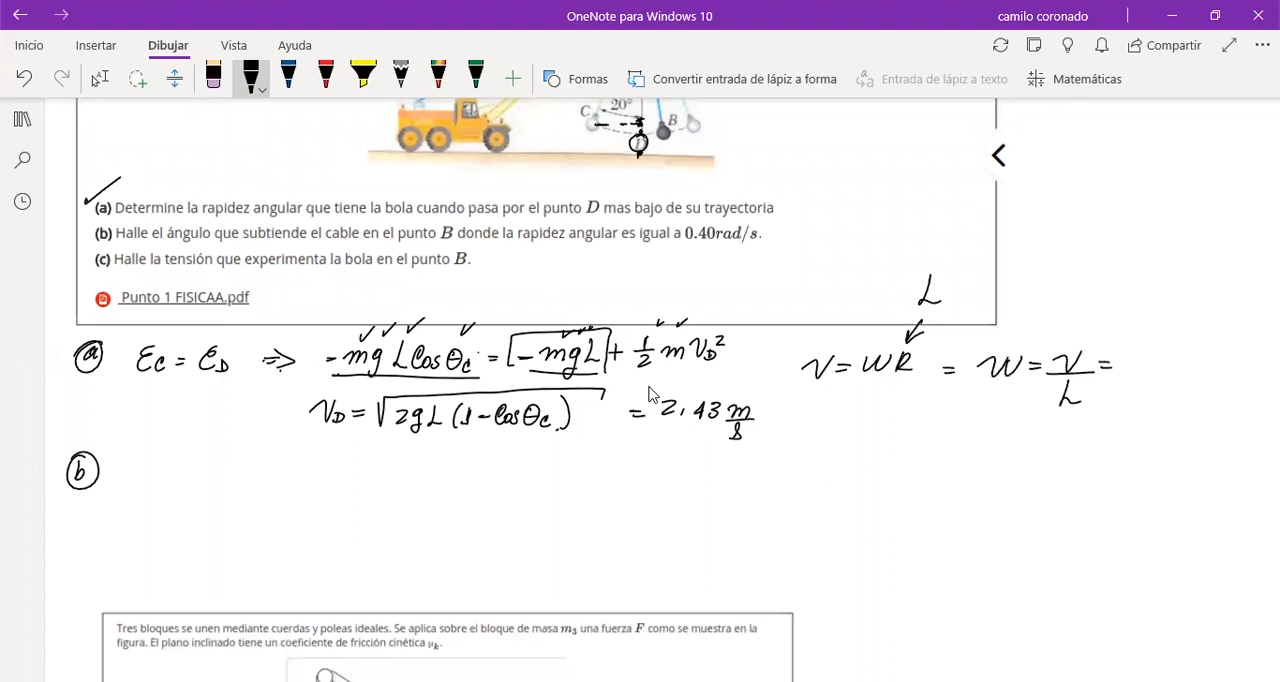 OneNote para Windows 10
camilo coronado
Inicio Insertar Dibujar Vista Ayuda
Compartir
Formas Convertir entrada de lápiz a forma Entrada de lápiz a texto Matemáticas
C 20° B
D
(a) Determine la rapidez angular que tiene la bola cuando pasa por el punto D mas bajo de su trayectoria
(b) Halle el ángulo que subtiende el cable en el punto B donde la rapidez angular es igual a 0.40rad/s.
(c) Halle la tensión que experimenta la bola en el punto B.
Punto 1 FISICAA.pdf
L
a Ec = ED => -mg L Cosθc = [-mgL] + 1/2 m VD² V = WR = W = V/L =
VD = √2gL (1 - Cosθc) = 2.43 m/s
b
Tres bloques se unen mediante cuerdas y poleas ideales. Se aplica sobre el bloque de masa m₃ una fuerza F como se muestra en la
figura. El plano inclinado tiene un coeficiente de fricción cinética μₖ.